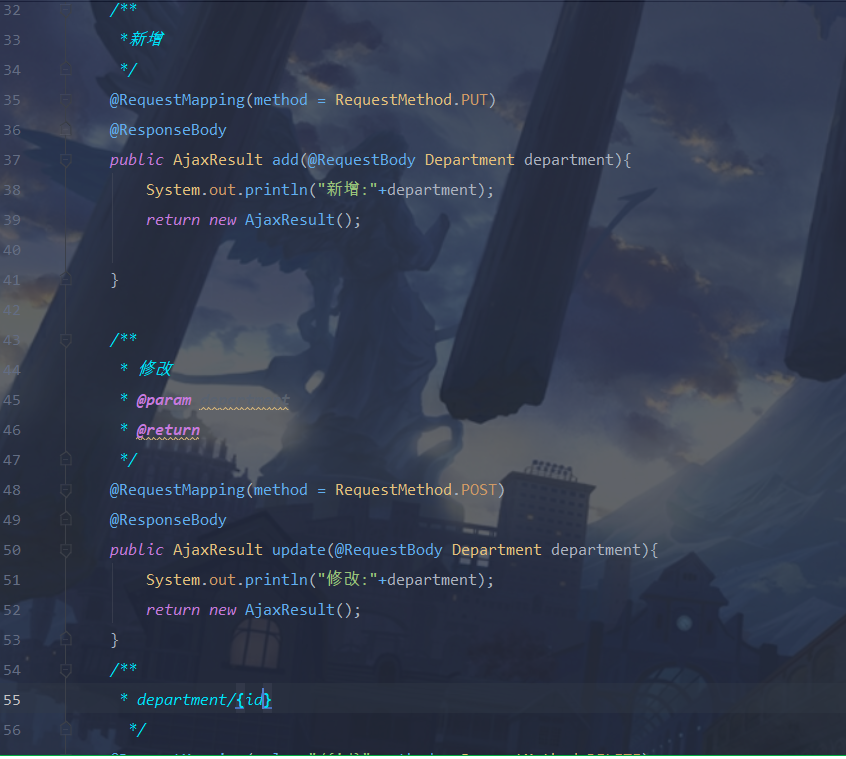 32 /**
33 *新增
34 */
35 @RequestMapping(method = RequestMethod.PUT)
36 @ResponseBody
37 public AjaxResult add(@RequestBody Department department){
38 System.out.println("新增:"+department);
39 return new AjaxResult();
40
41 }
42
43 /**
44 * 修改
45 * @param
46 * @return
47 */
48 @RequestMapping(method = RequestMethod.POST)
49 @ResponseBody
50 public AjaxResult update(@RequestBody Department department){
51 System.out.println("修改:"+department);
52 return new AjaxResult();
53 }
54 /**
55 * department/{id}
56 */